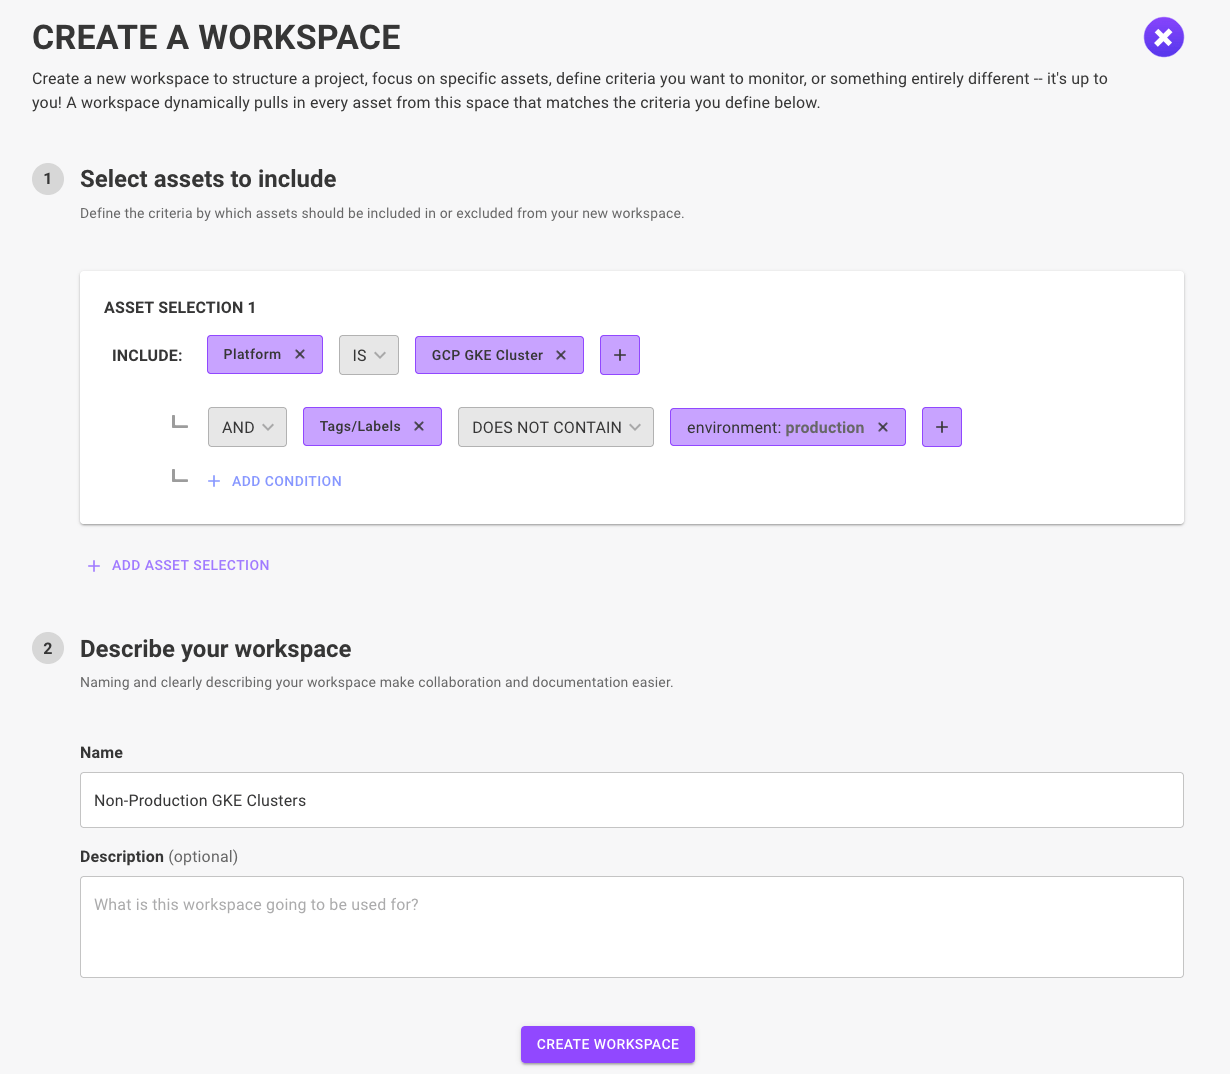 CREATE A WORKSPACE
Create a new workspace to structure a project, focus on specific assets, define criteria you want to monitor, or something entirely different -- it's up to
you! A workspace dynamically pulls in every asset from this space that matches the criteria you define below.
1 Select assets to include
Define the criteria by which assets should be included in or excluded from your new workspace.
ASSET SELECTION 1
INCLUDE: Platform IS GCP GKE Cluster +
AND Tags/Labels DOES NOT CONTAIN environment: production +
+ ADD CONDITION
+ ADD ASSET SELECTION
2 Describe your workspace
Naming and clearly describing your workspace make collaboration and documentation easier.
Name
Non-Production GKE Clusters
Description (optional)
What is this workspace going to be used for?
CREATE WORKSPACE